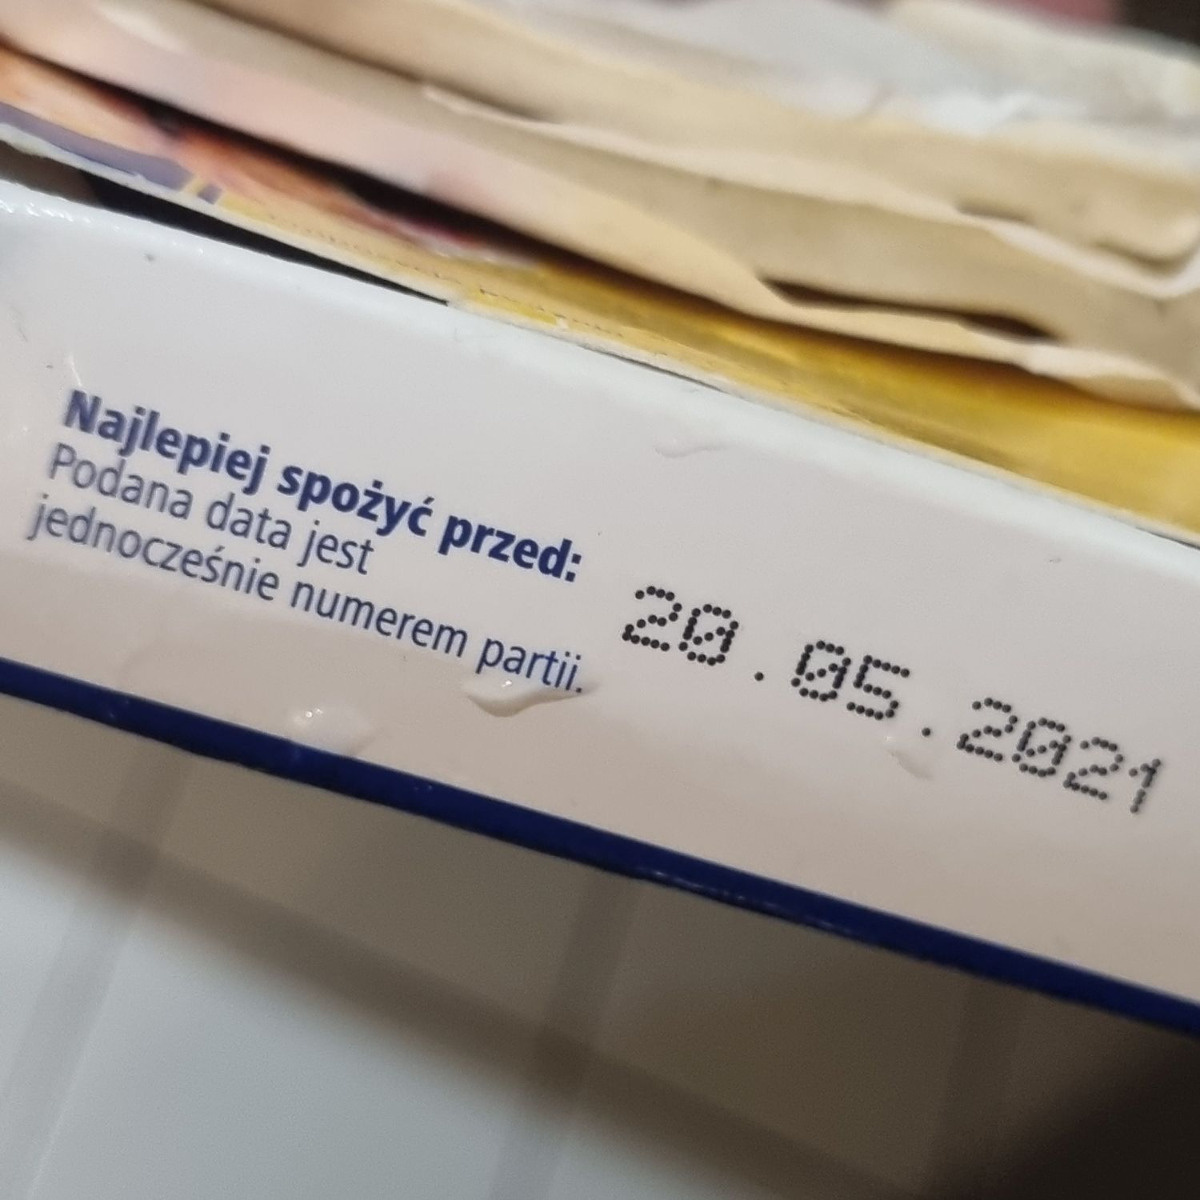 Najlepiej spożyć przed:
Podana data jest
jednocześnie numerem partii.
20.05.2021